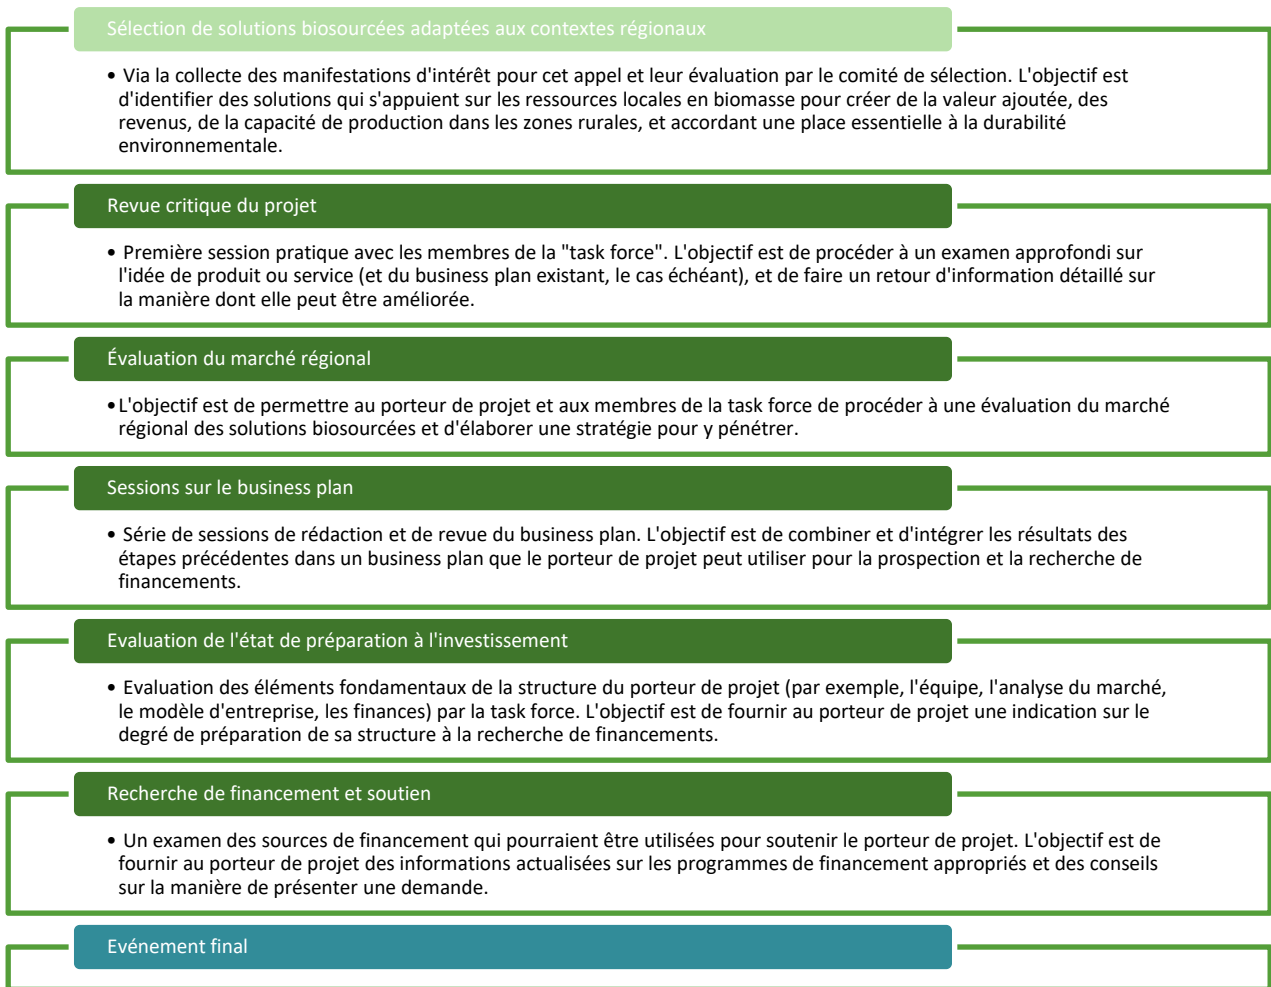 Sélection de solutions biosourcées adaptées aux contextes régionaux
• Via la collecte des manifestations d'intérêt pour cet appel et leur évaluation par le comité de sélection. L'objectif est
d'identifier des solutions qui s'appuient sur les ressources locales en biomasse pour créer de la valeur ajoutée, des
revenus, de la capacité de production dans les zones rurales, et accordant une place essentielle à la durabilité
environnementale.
Revue critique du projet
• Première session pratique avec les membres de la "task force". L'objectif est de procéder à un examen approfondi sur
l'idée de produit ou service (et du business plan existant, le cas échéant), et de faire un retour d'information détaillé sur
la manière dont elle peut être améliorée.
Évaluation du marché régional
•L'objectif est de permettre au porteur de projet et aux membres de la task force de procéder à une évaluation du marché
régional des solutions biosourcées et d'élaborer une stratégie pour y pénétrer.
Sessions sur le business plan
• Série de sessions de rédaction et de revue du business plan. L'objectif est de combiner et d'intégrer les résultats des
étapes précédentes dans un business plan que le porteur de projet peut utiliser pour la prospection et la recherche de
financements.
Evaluation de l'état de préparation à l'investissement
• Evaluation des éléments fondamentaux de la structure du porteur de projet (par exemple, l'équipe, l'analyse du marché,
le modèle d'entreprise, les finances) par la task force. L'objectif est de fournir au porteur de projet une indication sur le
degré de préparation de sa structure à la recherche de financements.
Recherche de financement et soutien
• Un examen des sources de financement qui pourraient être utilisées pour soutenir le porteur de projet. L'objectif est de
fournir au porteur de projet des informations actualisées sur les programmes de financement appropriés et des conseils
sur la manière de présenter une demande.
Evénement final